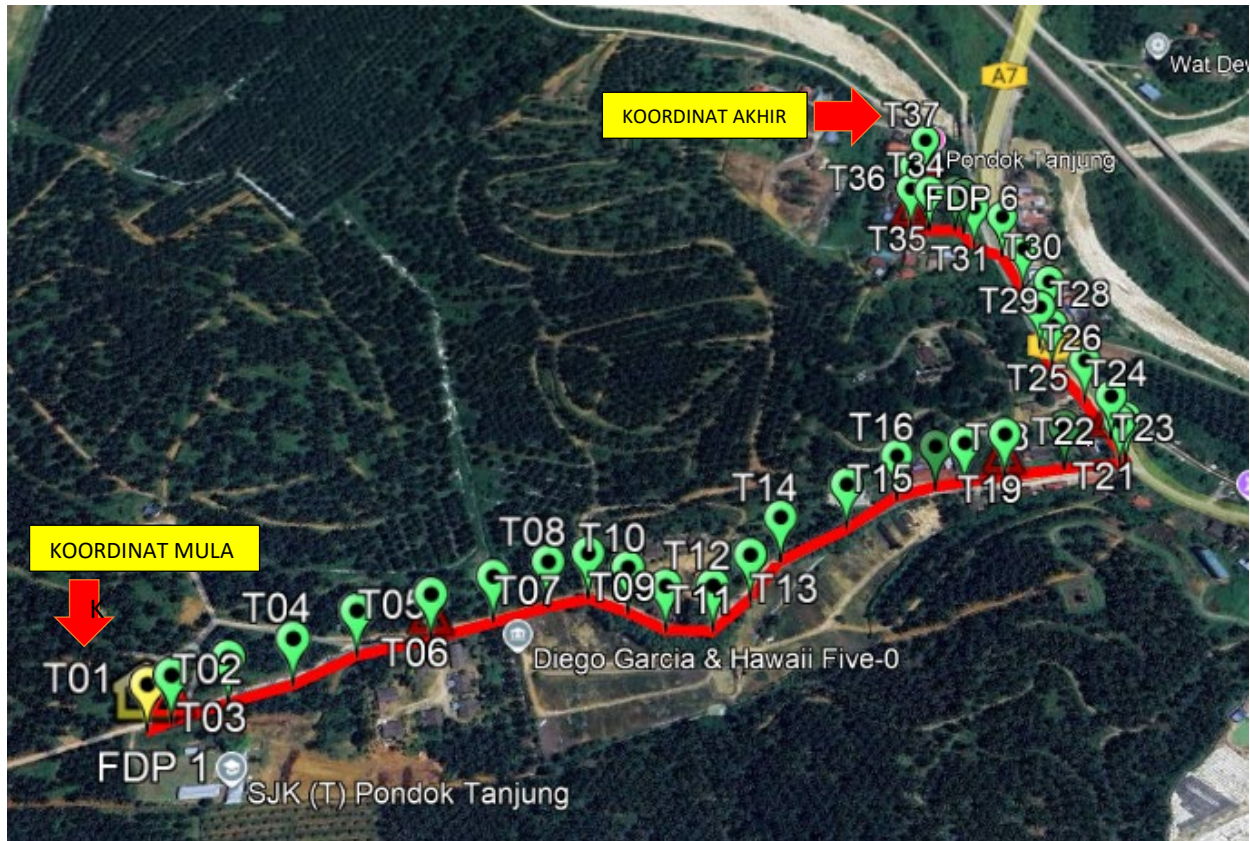 A7
Wat Dew
KOORDINAT AKHIR
T37
Pondok Tanjung
T34
T36
FDP 6
T35
T31
T30
T29
T28
T26
T25
T24
T16
T22
T23
T15
T19
T21
T14
KOORDINAT MULA
T08
T10
T12
T13
K
T04
T05
T07
T09
T11
T06
Diego Garcia & Hawaii Five-0
T01
T02
T03
FDP 1
SJK (T) Pondok Tanjung